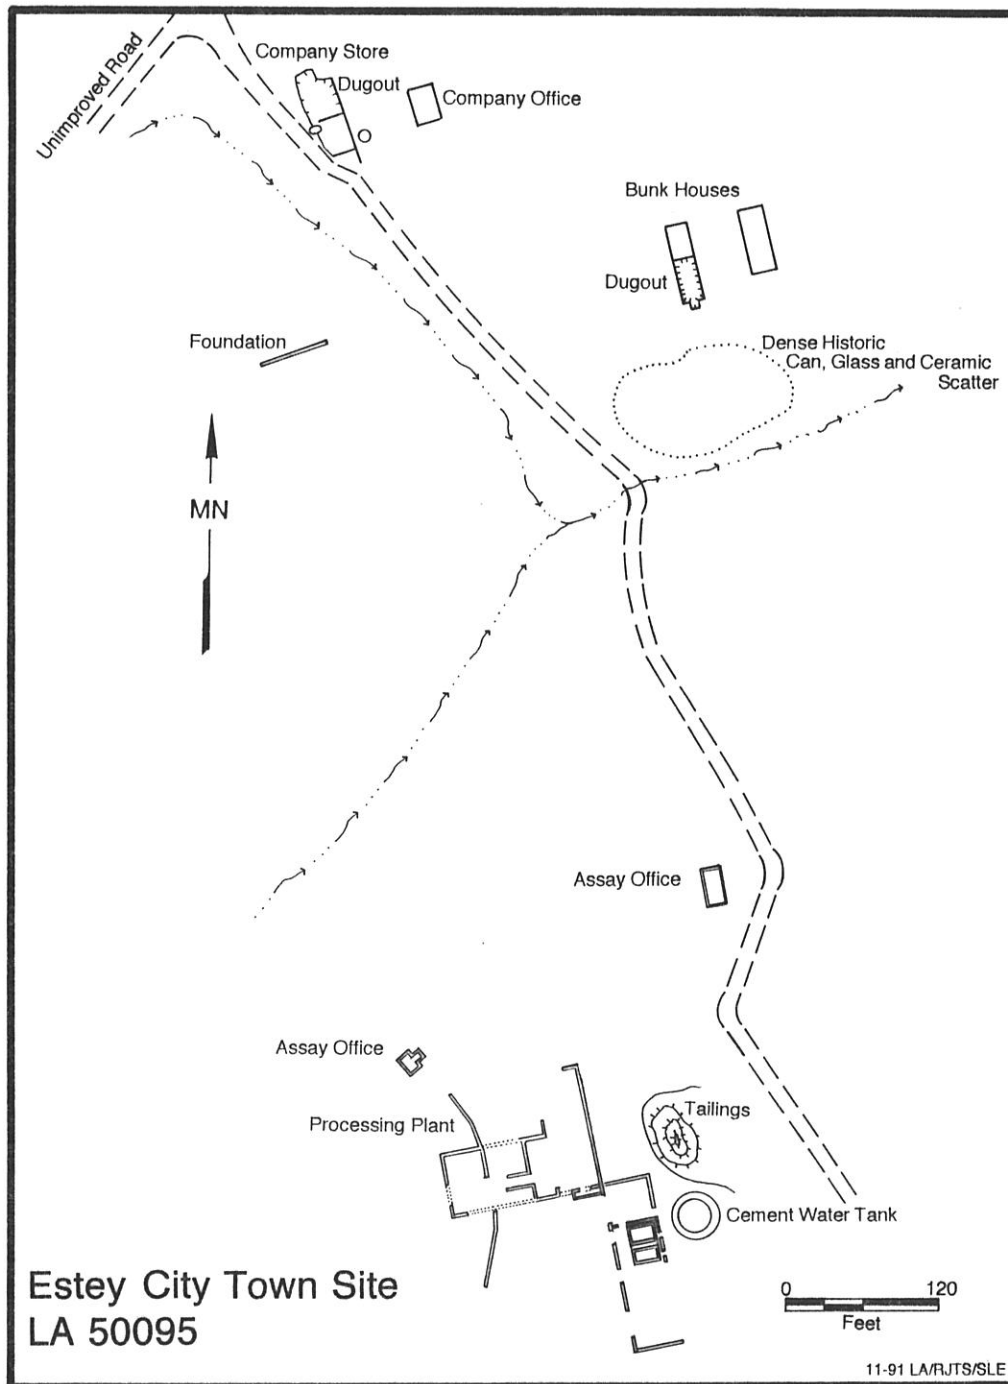 Unimproved Road
Company Store
Dugout
Company Office
Bunk Houses
Dugout
Foundation
Dense Historic
Can, Glass and Ceramic
Scatter
MN
Assay Office
Assay Office
Processing Plant
Tailings
Cement Water Tank
Estey City Town Site
LA 50095
0 120
Feet
11-91 LA/RJTS/SLE